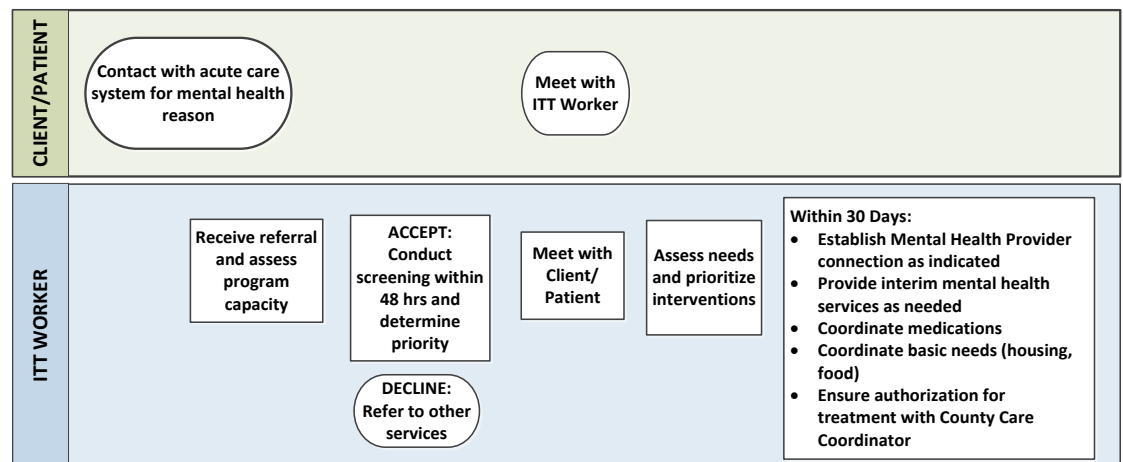 CLIENT/PATIENT
Contact with acute care
system for mental health
reason
Meet with
ITT Worker
ITT WORKER
Receive referral
and assess
program
capacity
ACCEPT:
Conduct
screening within
48 hrs and
determine
priority
DECLINE:
Refer to other
services
Meet with
Client/
Patient
Assess needs
and prioritize
interventions
Within 30 Days:
• Establish Mental Health Provider
connection as indicated
• Provide interim mental health
services as needed
• Coordinate medications
• Coordinate basic needs (housing,
food)
• Ensure authorization for
treatment with County Care
Coordinator